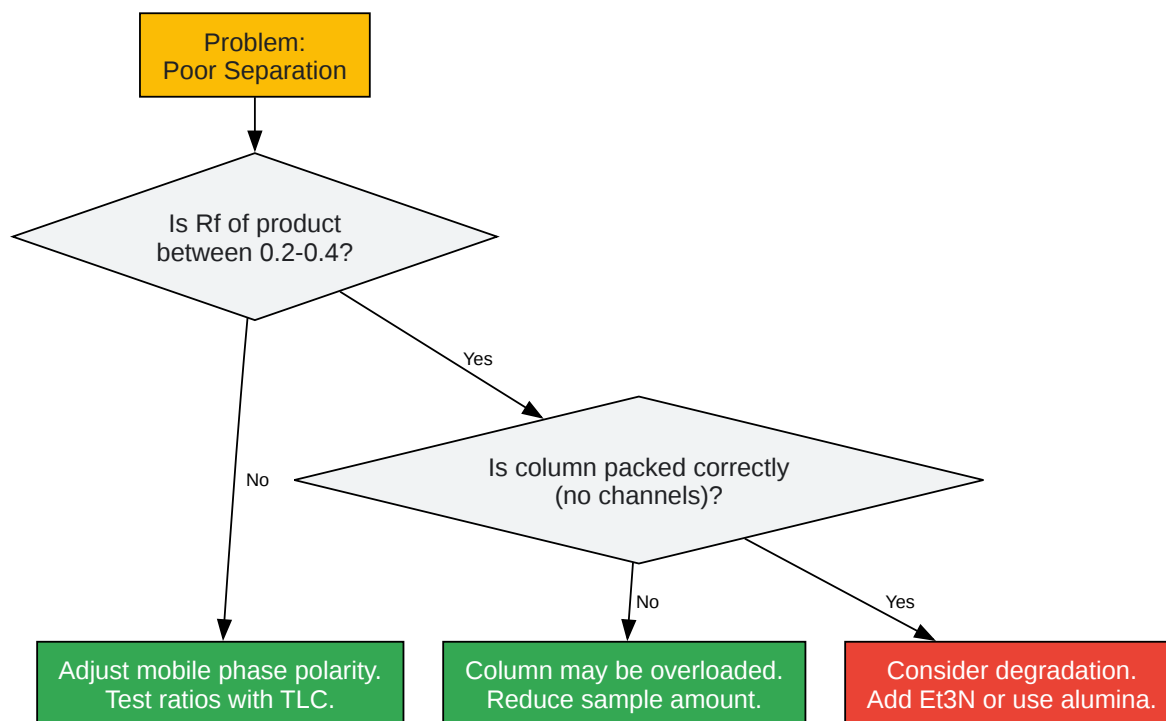 Problem:
Poor Separation
Is Rf of product
between 0.2-0.4?
Yes
No
Is column packed correctly
(no channels)?
No
Yes
Adjust mobile phase polarity.
Test ratios with TLC.
Column may be overloaded.
Reduce sample amount.
Consider degradation.
Add Et3N or use alumina.